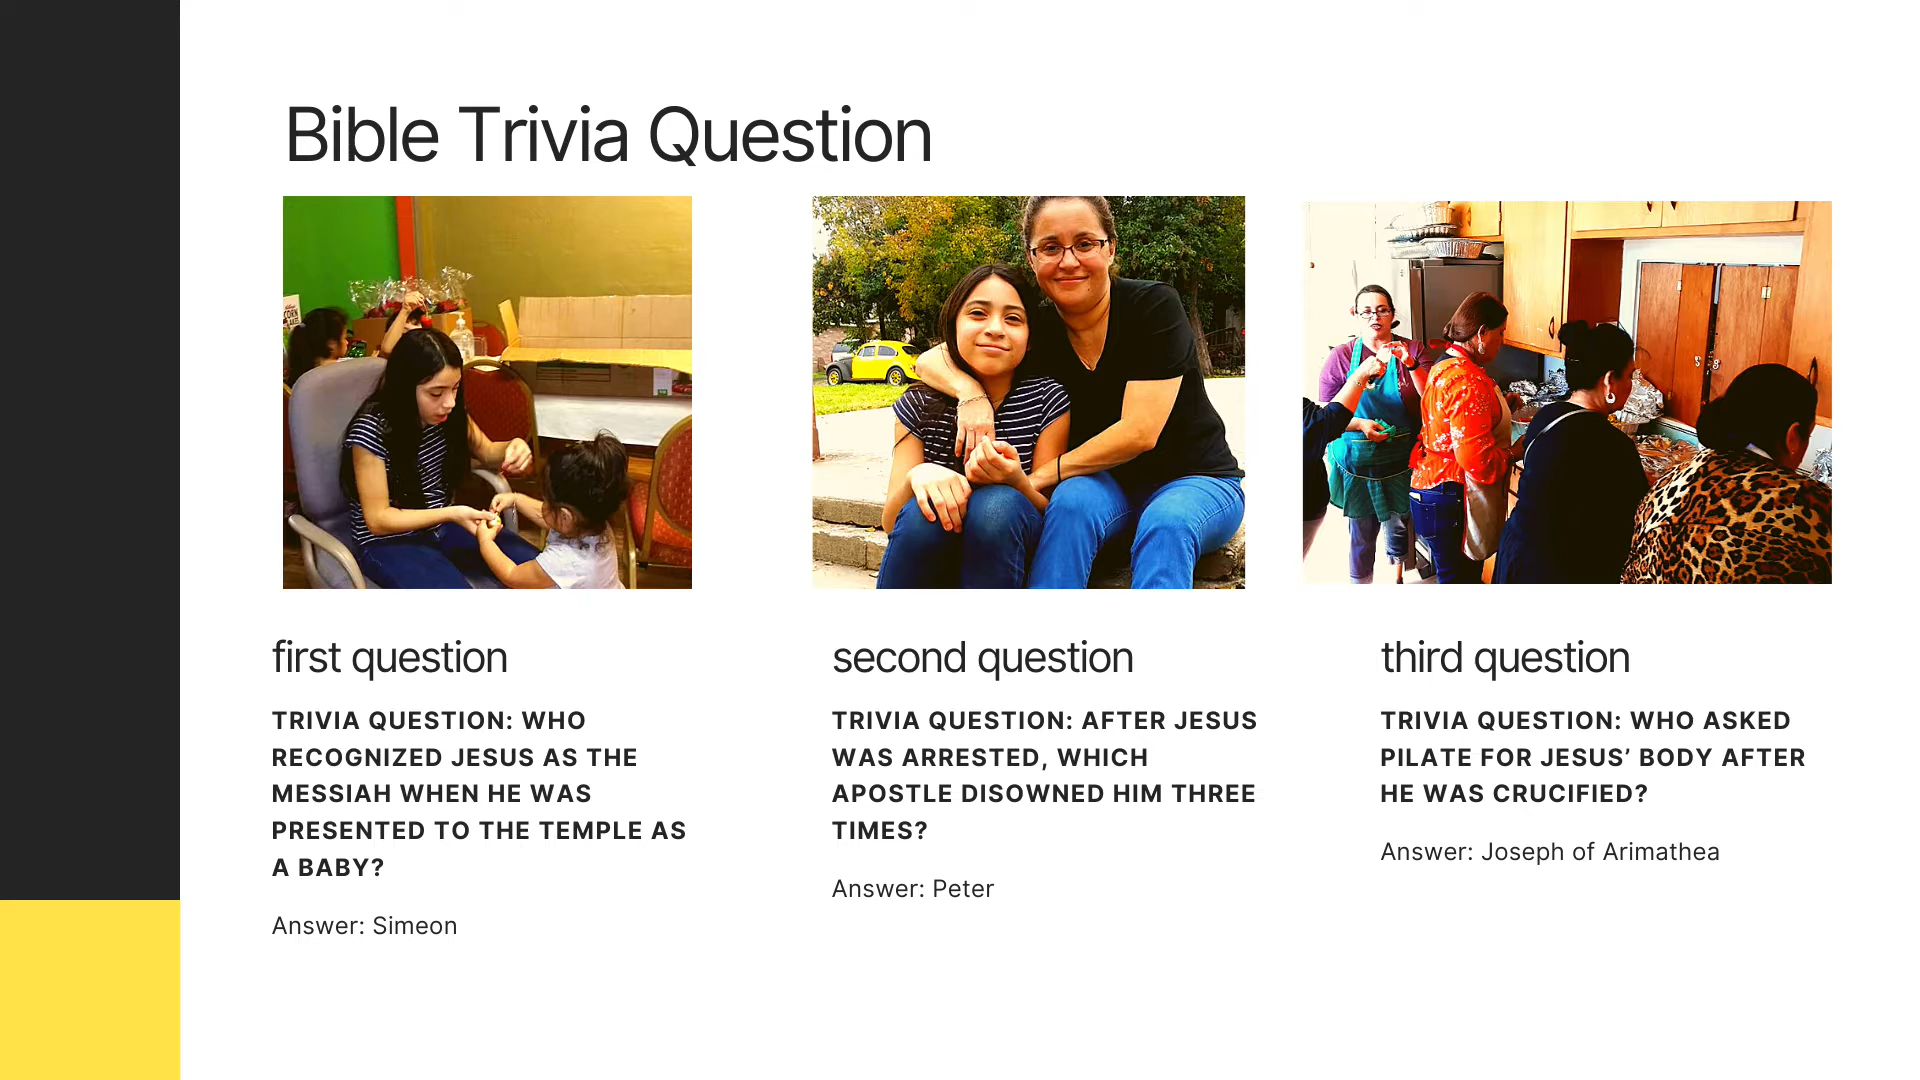 Bible Trivia Question
CORN
first question
TRIVIA QUESTION: WHO
RECOGNIZED JESUS AS THE
MESSIAH WHEN HE WAS
PRESENTED TO THE TEMPLE AS
A BABY?
Answer: Simeon
second question
TRIVIA QUESTION: AFTER JESUS
WAS ARRESTED, WHICH
APOSTLE DISOWNED HIM THREE
TIMES?
Answer: Peter
third question
TRIVIA QUESTION: WHO ASKED
PILATE FOR JESUS’ BODY AFTER
HE WAS CRUCIFIED?
Answer: Joseph of Arimathea